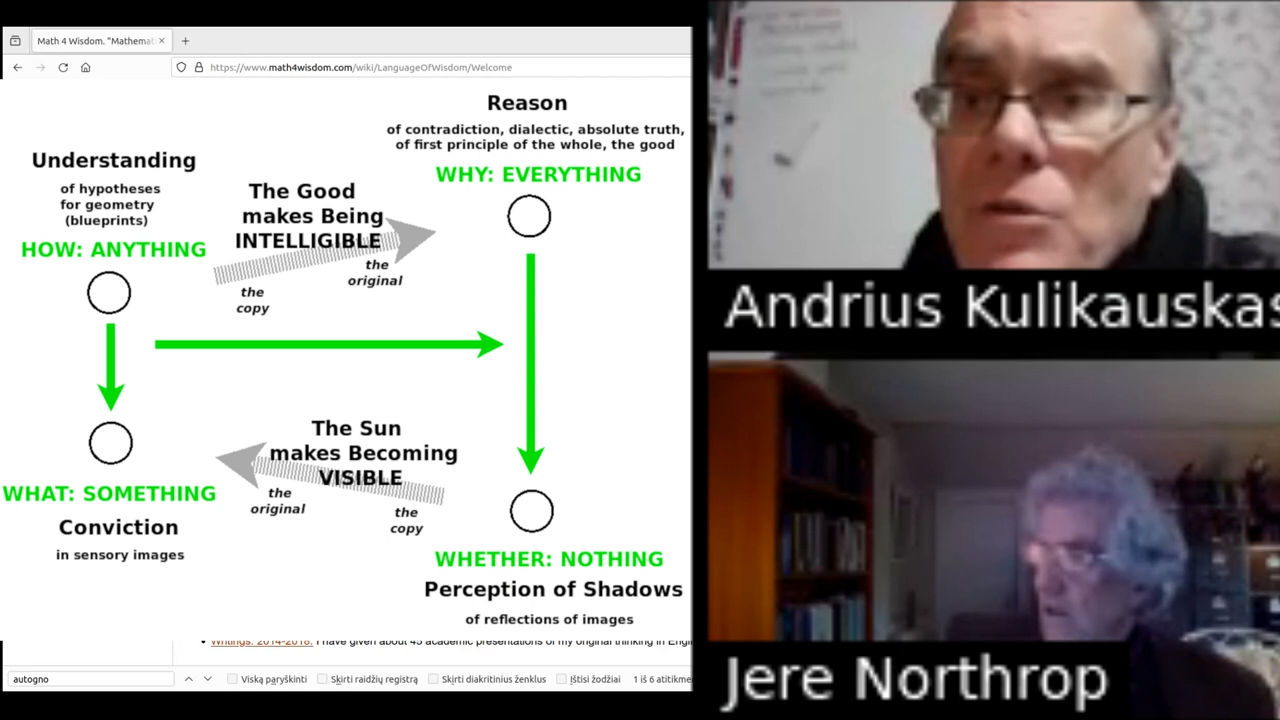 Math 4 Wisdom. "Mathemat
https://www.math4wisdom.com/wiki/LanguageOfWisdom/Welcome
Reason
of contradiction, dialectic, absolute truth,
of first principle of the whole, the good
WHY: EVERYTHING
Understanding
of hypotheses
for geometry
(blueprints)
HOW: ANYTHING
The Good
makes Being
INTELLIGIBLE
the
original
the
copy
The Sun
makes Becoming
VISIBLE
the
original
the
copy
WHAT: SOMETHING
Conviction
in sensory images
WHETHER: NOTHING
Perception of Shadows
of reflections of images
Writings: 2014-2018. I have given about 45 academic presentations of my original thinking in Engl
autogno
Viską paryškinti
Skirti raidžių registrą
Skirti diakritinius ženklus
Ištisi žodžiai
1 iš 6 atitikme
Andrius Kulikauskas
Jere Northrop